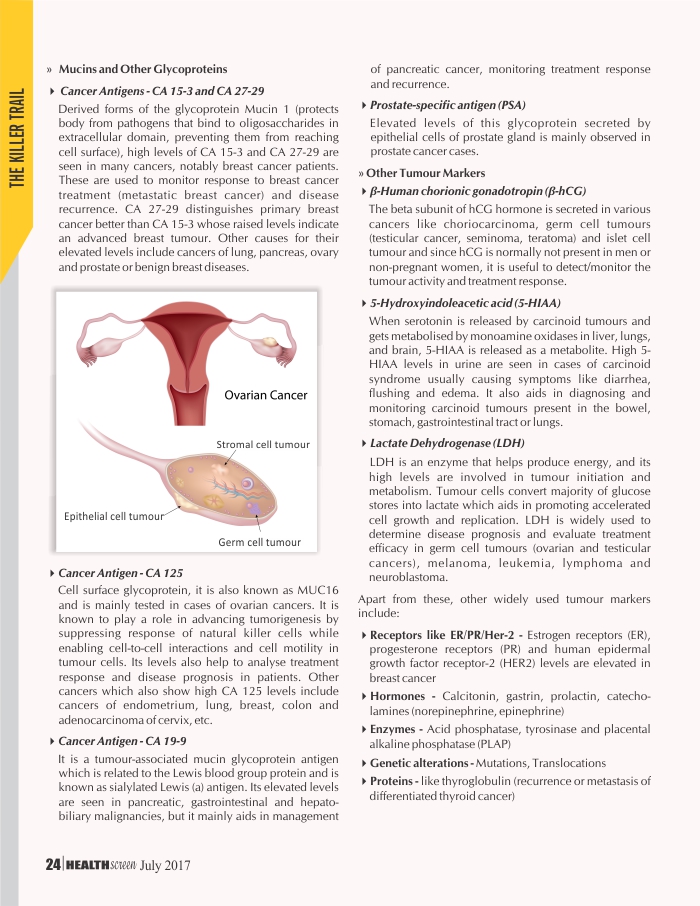 THE KILLER TRAIL
» Mucins and Other Glycoproteins
Cancer Antigens - CA 15-3 and CA 27-29
Derived forms of the glycoprotein Mucin 1 (protects
body from pathogens that bind to oligosaccharides in
extracellular domain, preventing them from reaching
cell surface), high levels of CA 15-3 and CA 27-29 are
seen in many cancers, notably breast cancer patients.
These are used to monitor response to breast cancer
treatment (metastatic breast cancer) and disease
recurrence. CA 27-29 distinguishes primary breast
cancer better than CA 15-3 whose raised levels indicate
an advanced breast tumour. Other causes for their
elevated levels include cancers of lung, pancreas, ovary
and prostate or benign breast diseases.
Ovarian Cancer
Stromal cell tumour
Epithelial cell tumour
Germ cell tumour
Cancer Antigen - CA 125
Cell surface glycoprotein, it is also known as MUC16
and is mainly tested in cases of ovarian cancers. It is
known to play a role in advancing tumorigenesis by
suppressing response of natural killer cells while
enabling cell-to-cell interactions and cell motility in
tumour cells. Its levels also help to analyse treatment
response and disease prognosis in patients. Other
cancers which also show high CA 125 levels include
cancers of endometrium, lung, breast, colon and
adenocarcinoma of cervix, etc.
Cancer Antigen - CA 19-9
It is a tumour-associated mucin glycoprotein antigen
which is related to the Lewis blood group protein and is
known as sialylated Lewis (a) antigen. Its elevated levels
are seen in pancreatic, gastrointestinal and hepato-
biliary malignancies, but it mainly aids in management
of pancreatic cancer, monitoring treatment response
and recurrence.
Prostate-specific antigen (PSA)
Elevated levels of this glycoprotein secreted by
epithelial cells of prostate gland is mainly observed in
prostate cancer cases.
» Other Tumour Markers
β-Human chorionic gonadotropin (β-hCG)
The beta subunit of hCG hormone is secreted in various
cancers like choriocarcinoma, germ cell tumours
(testicular cancer, seminoma, teratoma) and islet cell
tumour and since hCG is normally not present in men or
non-pregnant women, it is useful to detect/monitor the
tumour activity and treatment response.
5-Hydroxyindoleacetic acid (5-HIAA)
When serotonin is released by carcinoid tumours and
gets metabolised by monoamine oxidases in liver, lungs,
and brain, 5-HIAA is released as a metabolite. High 5-
HIAA levels in urine are seen in cases of carcinoid
syndrome usually causing symptoms like diarrhea,
flushing and edema. It also aids in diagnosing and
monitoring carcinoid tumours present in the bowel,
stomach, gastrointestinal tract or lungs.
Lactate Dehydrogenase (LDH)
LDH is an enzyme that helps produce energy, and its
high levels are involved in tumour initiation and
metabolism. Tumour cells convert majority of glucose
stores into lactate which aids in promoting accelerated
cell growth and replication. LDH is widely used to
determine disease prognosis and evaluate treatment
efficacy in germ cell tumours (ovarian and testicular
cancers), melanoma, leukemia, lymphoma and
neuroblastoma.
Apart from these, other widely used tumour markers
include:
Receptors like ER/PR/Her-2 - Estrogen receptors (ER),
progesterone receptors (PR) and human epidermal
growth factor receptor-2 (HER2) levels are elevated in
breast cancer
Hormones - Calcitonin, gastrin, prolactin, catecho-
lamines (norepinephrine, epinephrine)
Enzymes - Acid phosphatase, tyrosinase and placental
alkaline phosphatase (PLAP)
Genetic alterations - Mutations, Translocations
Proteins - like thyroglobulin (recurrence or metastasis of
differentiated thyroid cancer)
24 HEALTH screen July 2017